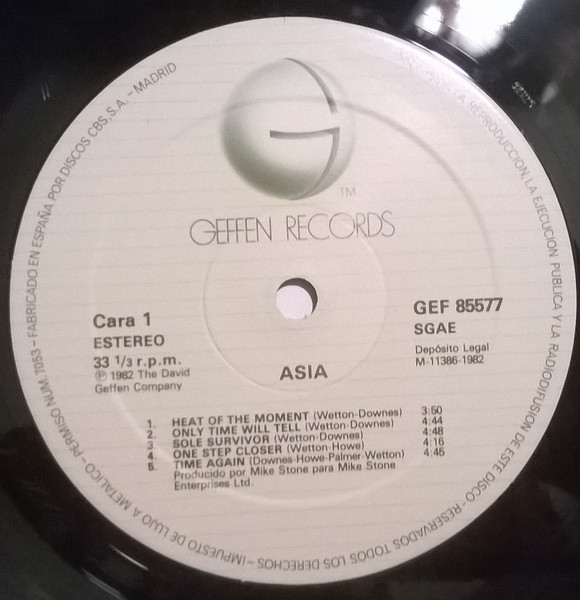 G
TM
GEFFEN RECORDS
Cara 1
ESTEREO
33 1/3 r.p.m.
Ⓟ 1982 The David
Geffen Company
GEF 85577
SGAE
Depósito Legal
M-11386-1982
ASIA
1. HEAT OF THE MOMENT (Wetton-Downes) 3:50
2. ONLY TIME WILL TELL (Wetton-Downes) 4:44
3. SOLE SURVIVOR (Wetton-Downes) 4:48
4. ONE STEP CLOSER (Wetton-Howe) 4:16
5. TIME AGAIN (Downes-Howe-Palmer-Wetton) 4:45
Producido por Mike Stone para Mike Stone
Enterprises Ltd.
LA REPRODUCCION, LA EJECUCION PUBLICA Y LA RADIODIFUSION DE ESTE DISCO - RESERVADOS TODOS LOS DERECHOS - IMPUESTO DE LUJO A METALICO - PERMISO NUM. 7053 - FABRICADO EN ESPAÑA POR DISCOS CBS, S.A. - MADRID